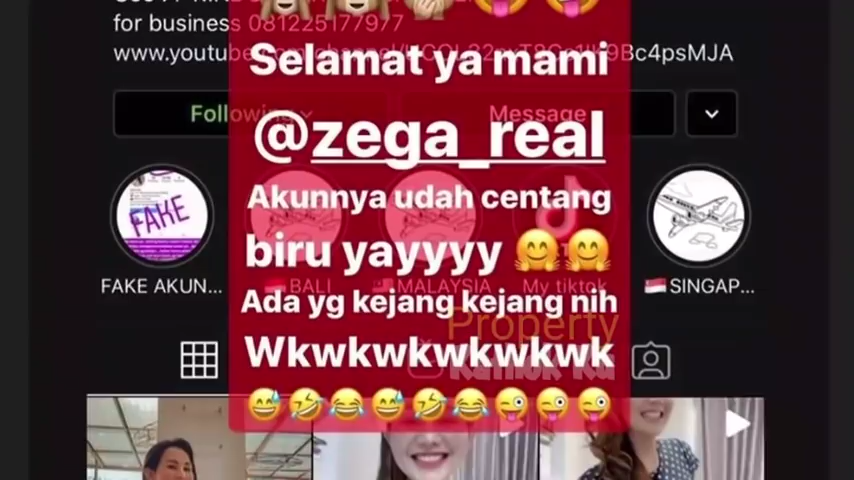 for business 081225177977
Selamat ya mami
Following
Message
@zega_real
FAKE
Akunnya udah centang
biru yayyyy 🤗🤗
FAKE AKUN...
BALI
MALAYSIA
My tiktok
SINGAP...
Ada yg kejang kejang nih
Property
Wkwkwkwkwkwk
😅🤣😂😅🤣😂😜😜😜